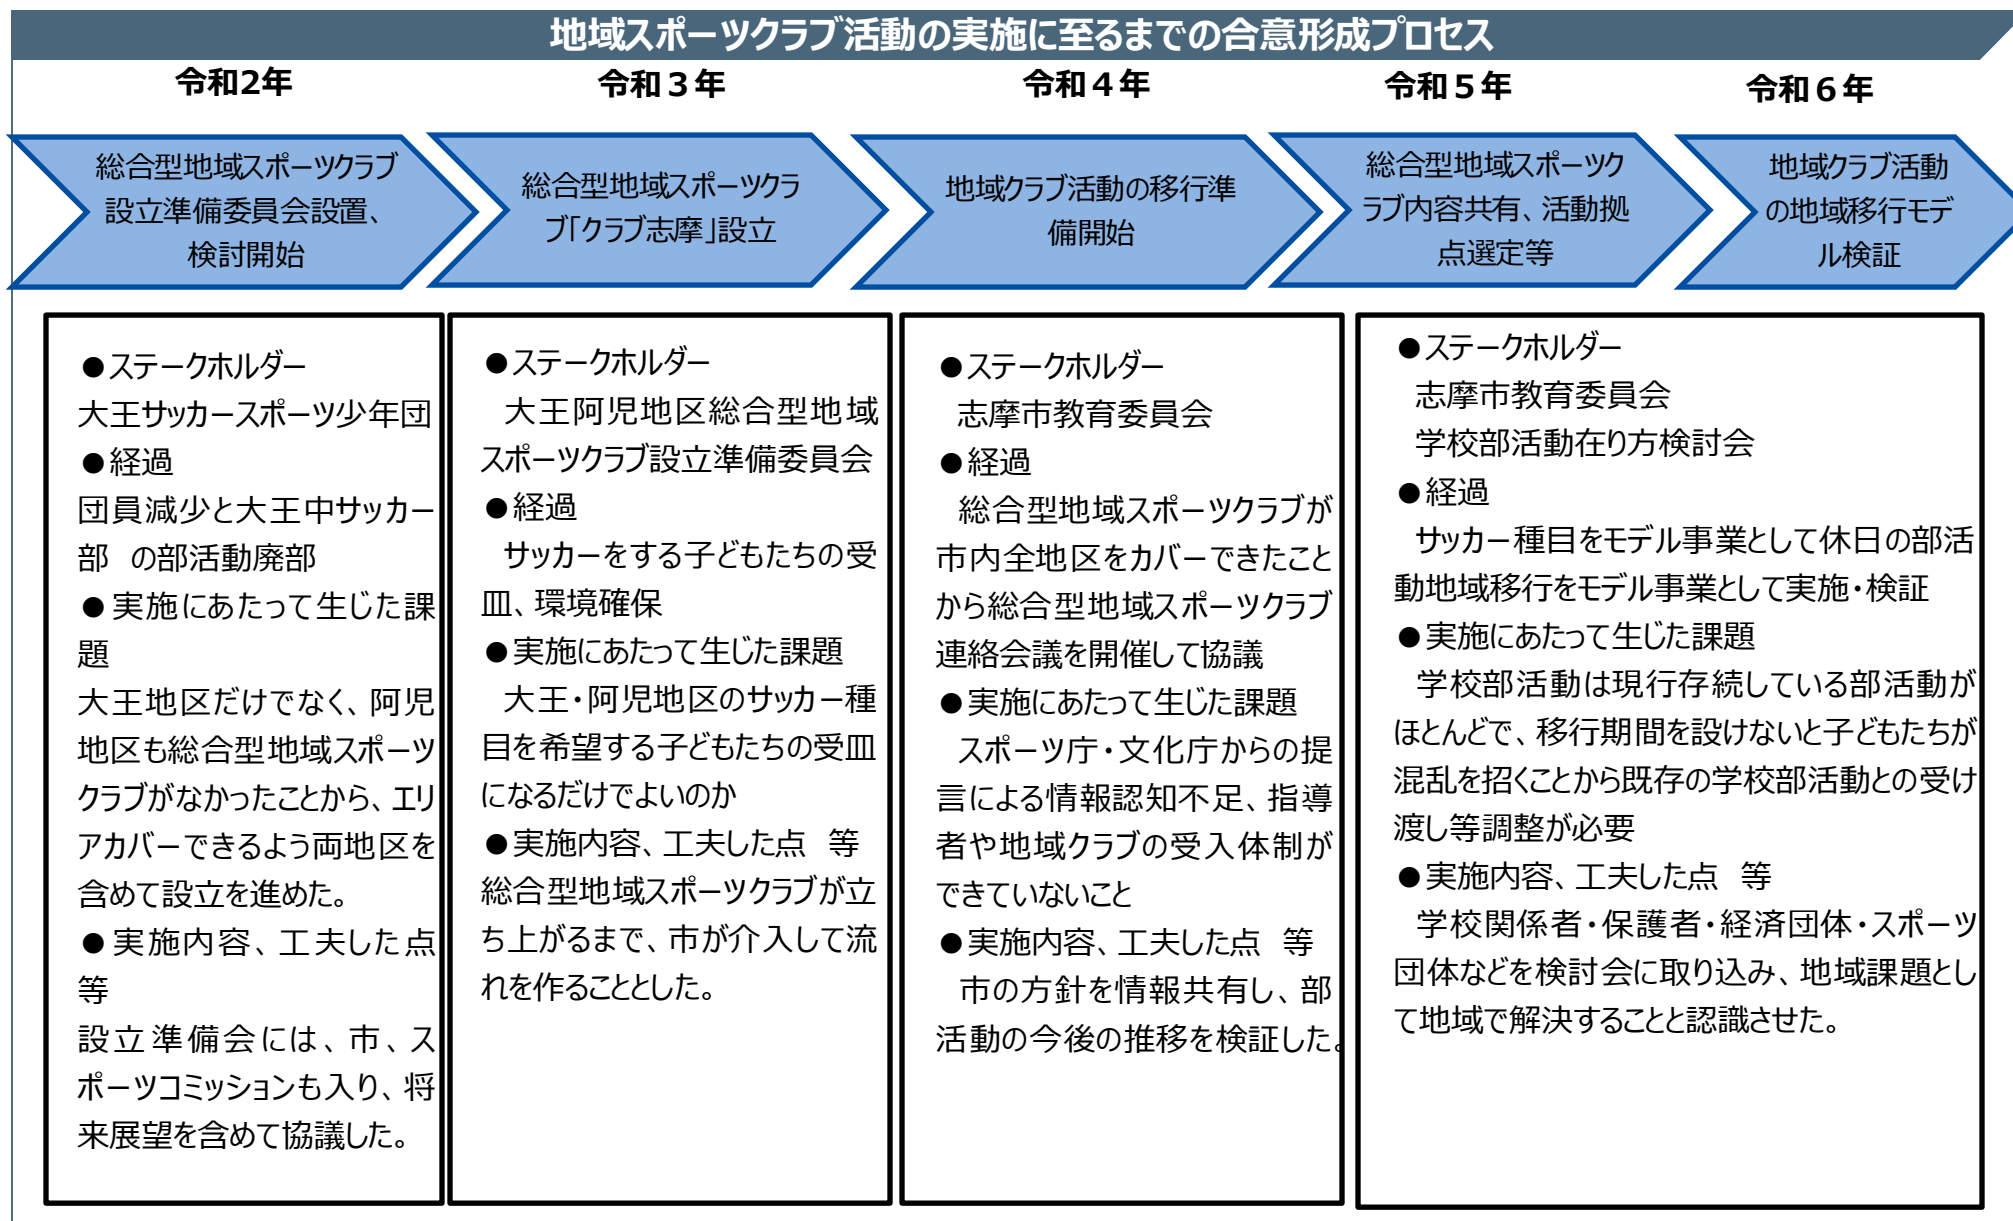 地域スポーツクラブ活動の実施に至るまでの合意形成プロセス
令和2年
令和３年
令和４年
令和５年
令和６年
総合型地域スポーツクラブ
設立準備委員会設置、
検討開始
総合型地域スポーツクラ
ブ「クラブ志摩」設立
地域クラブ活動の移行準
備開始
総合型地域スポーツク
ラブ内容共有、活動拠
点選定等
地域クラブ活動
の地域移行モデ
ル検証
●ステークホルダー
大王サッカースポーツ少年団
●経過
団員減少と大王中サッカー
部　の部活動廃部
●実施にあたって生じた課
題
大王地区だけでなく、阿児
地区も総合型地域スポーツ
クラブがなかったことから、エリ
アカバーできるよう両地区を
含めて設立を進めた。
●実施内容、工夫した点
等
設立準備会には、市、ス
ポーツコミッションも入り、将
来展望を含めて協議した。
●ステークホルダー
　大王阿児地区総合型地域
スポーツクラブ設立準備委員会
●経過
　サッカーをする子どもたちの受
皿、環境確保
●実施にあたって生じた課題
　大王・阿児地区のサッカー種
目を希望する子どもたちの受皿
になるだけでよいのか
●実施内容、工夫した点　等
総合型地域スポーツクラブが立
ち上がるまで、市が介入して流
れを作ることとした。
●ステークホルダー
　志摩市教育委員会
●経過
　総合型地域スポーツクラブが
市内全地区をカバーできたこと
から総合型地域スポーツクラブ
連絡会議を開催して協議
●実施にあたって生じた課題
　スポーツ庁・文化庁からの提
言による情報認知不足、指導
者や地域クラブの受入体制が
できていないこと
●実施内容、工夫した点　等
　市の方針を情報共有し、部
活動の今後の推移を検証した。
●ステークホルダー
　志摩市教育委員会
　学校部活動在り方検討会
●経過
　サッカー種目をモデル事業として休日の部活
動地域移行をモデル事業として実施・検証
●実施にあたって生じた課題
　学校部活動は現行存続している部活動が
ほとんどで、移行期間を設けないと子どもたちが
混乱を招くことから既存の学校部活動との受け
渡し等調整が必要
●実施内容、工夫した点　等
　学校関係者・保護者・経済団体・スポーツ
団体などを検討会に取り込み、地域課題とし
て地域で解決することと認識させた。